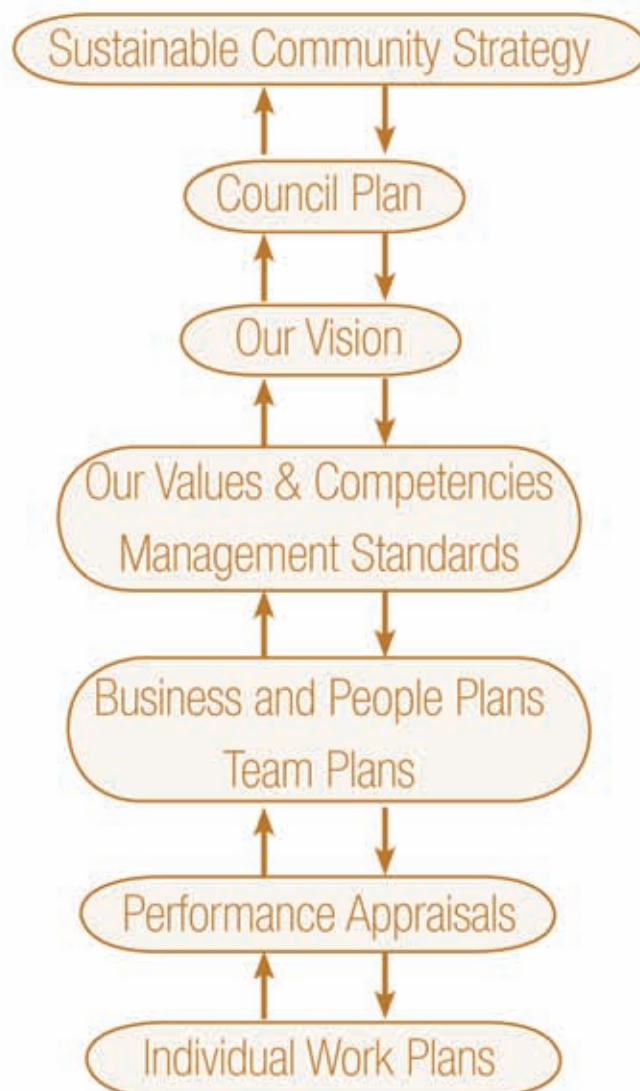 Sustainable Community Strategy
Council Plan
Our Vision
Our Values & Competencies
Management Standards
Business and People Plans
Team Plans
Performance Appraisals
Individual Work Plans